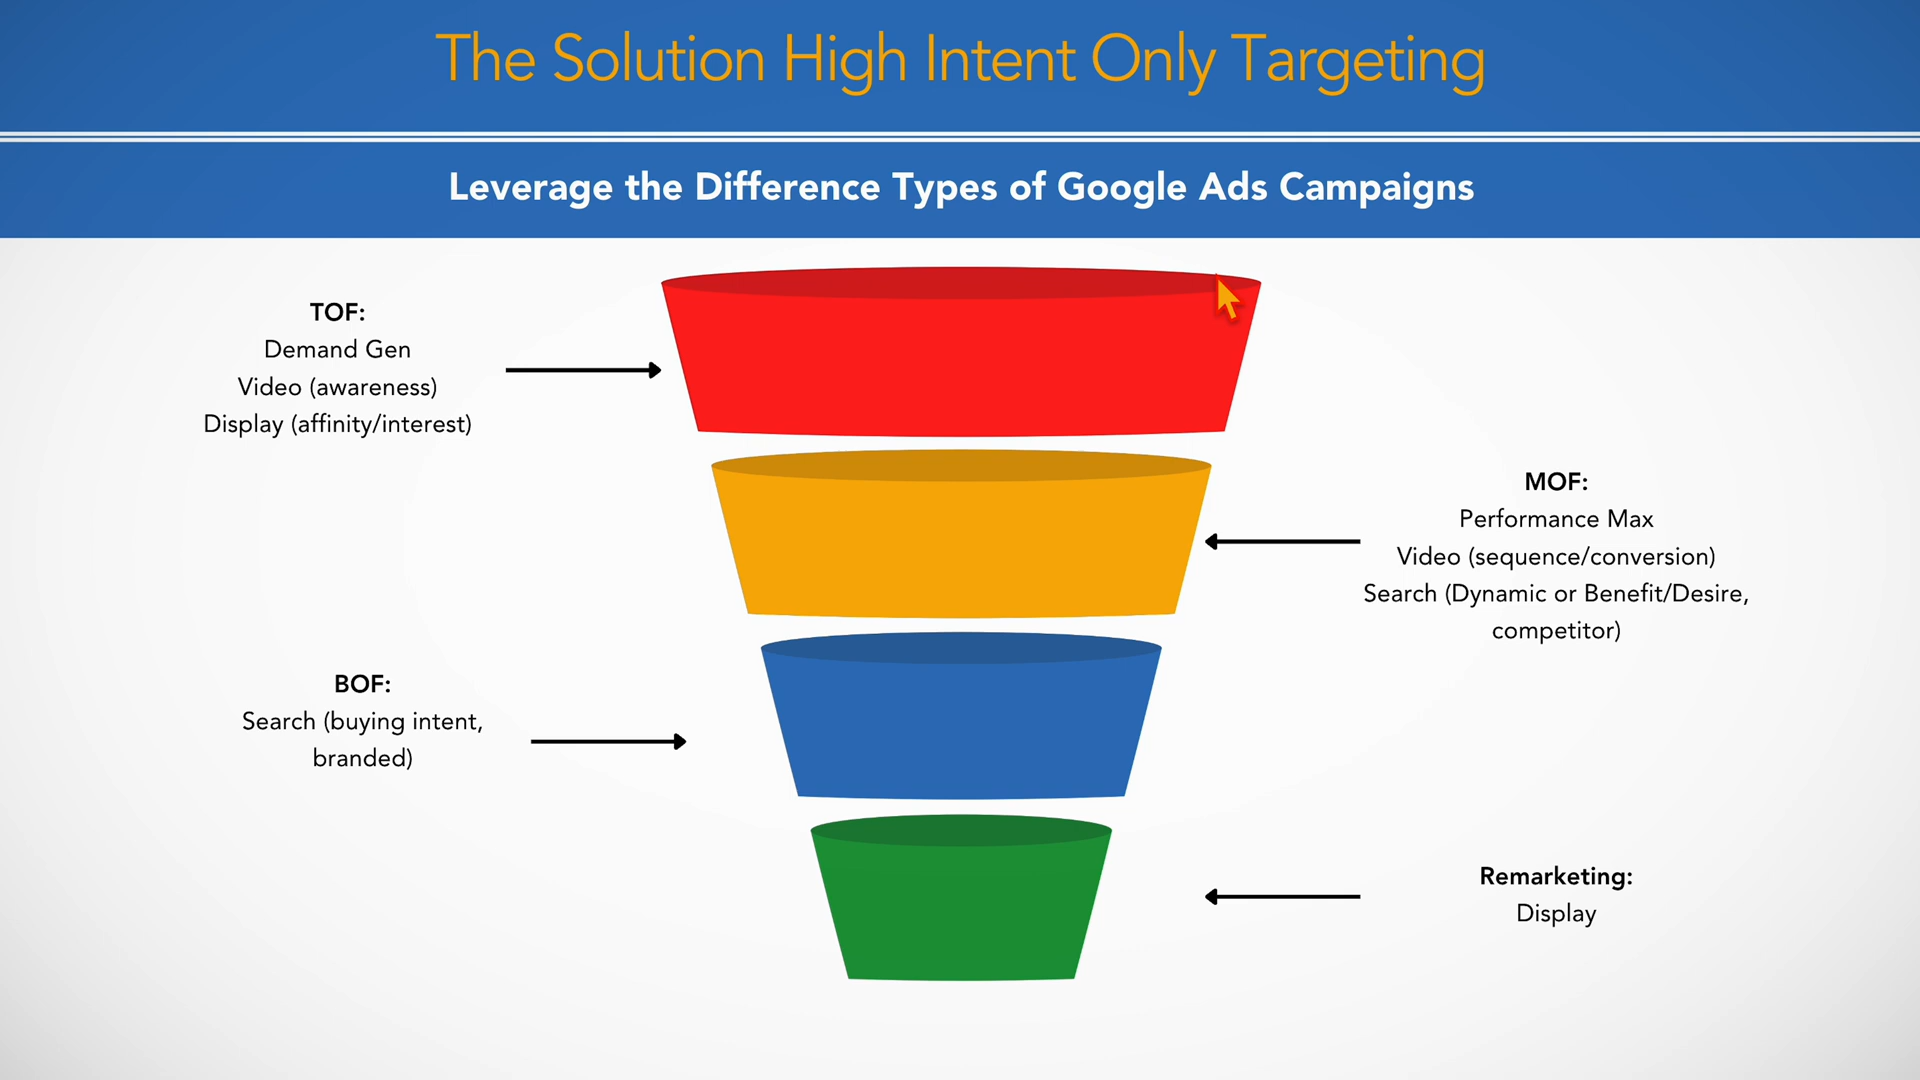 The Solution High Intent Only Targeting
Leverage the Difference Types of Google Ads Campaigns
TOF:
Demand Gen
Video (awareness)
Display (affinity/interest)
MOF:
Performance Max
Video (sequence/conversion)
Search (Dynamic or Benefit/Desire,
competitor)
BOF:
Search (buying intent,
branded)
Remarketing:
Display